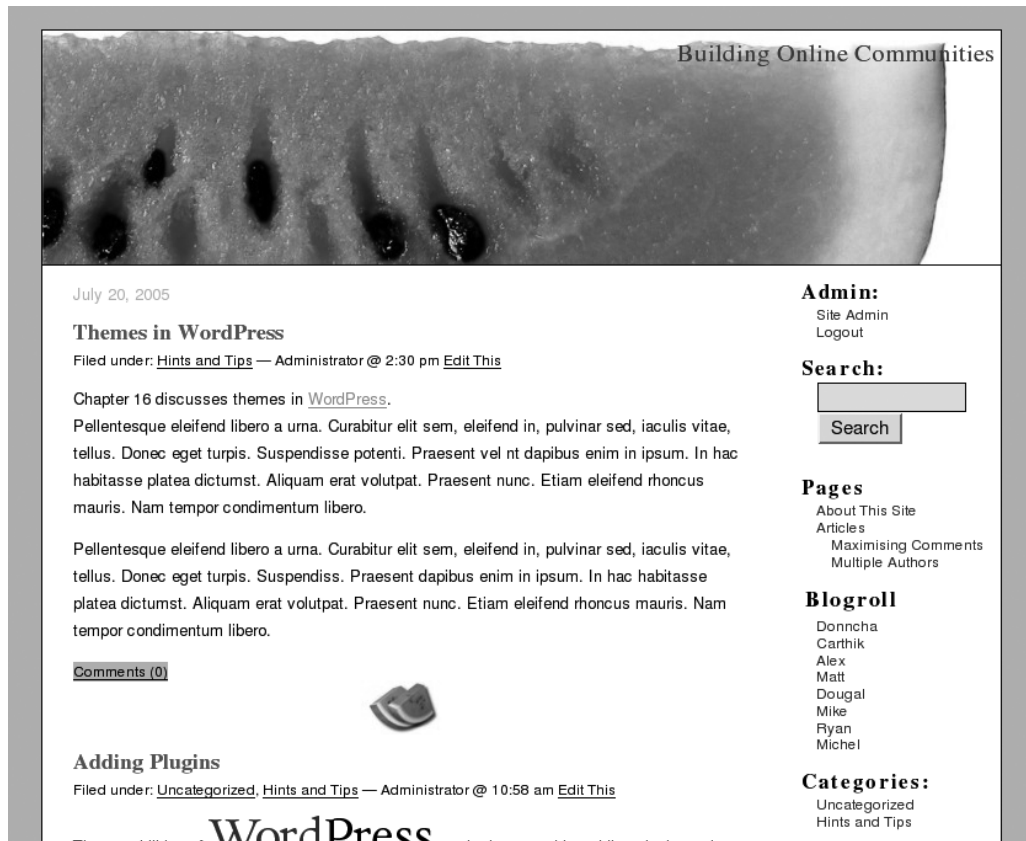 Building Online Communities
July 20, 2005
Themes in WordPress
Filed under: Hints and Tips — Administrator @ 2:30 pm Edit This
Chapter 16 discusses themes in WordPress.
Pellentesque eleifend libero a urna. Curabitur elit sem, eleifend in, pulvinar sed, iaculis vitae,
tellus. Donec eget turpis. Suspendisse potenti. Praesent vel nt dapibus enim in ipsum. In hac
habitasse platea dictumst. Aliquam erat volutpat. Praesent nunc. Etiam eleifend rhoncus
mauris. Nam tempor condimentum libero.
Pellentesque eleifend libero a urna. Curabitur elit sem, eleifend in, pulvinar sed, iaculis vitae,
tellus. Donec eget turpis. Suspendiss. Praesent dapibus enim in ipsum. In hac habitasse
platea dictumst. Aliquam erat volutpat. Praesent nunc. Etiam eleifend rhoncus mauris. Nam
tempor condimentum libero.
Comments (0)
Adding Plugins
Filed under: Uncategorized, Hints and Tips — Administrator @ 10:58 am Edit This
WordPress
Admin:
Site Admin
Logout
Search:
Search
Pages
About This Site
Articles
Maximising Comments
Multiple Authors
Blogroll
Donncha
Carthik
Alex
Matt
Dougal
Mike
Ryan
Michel
Categories:
Uncategorized
Hints and Tips